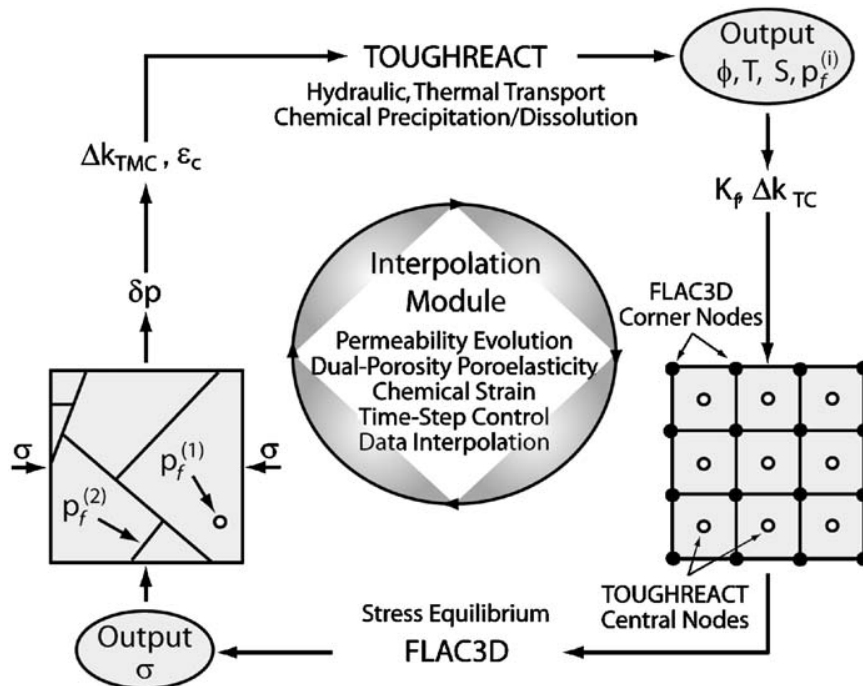 TOUGHREACT
Hydraulic, Thermal Transport
Chemical Precipitation/Dissolution
Output
ϕ, T, S, p_f^(i)
K_f, Δk_TC
FLAC3D
Corner Nodes
TOUGHREACT
Central Nodes
Stress Equilibrium
FLAC3D
Output
σ
σ
σ
p_f^(1)
p_f^(2)
δp
Δk_TMC, ε_c
Interpolation
Module
Permeability Evolution
Dual-Porosity Poroelasticity
Chemical Strain
Time-Step Control
Data Interpolation